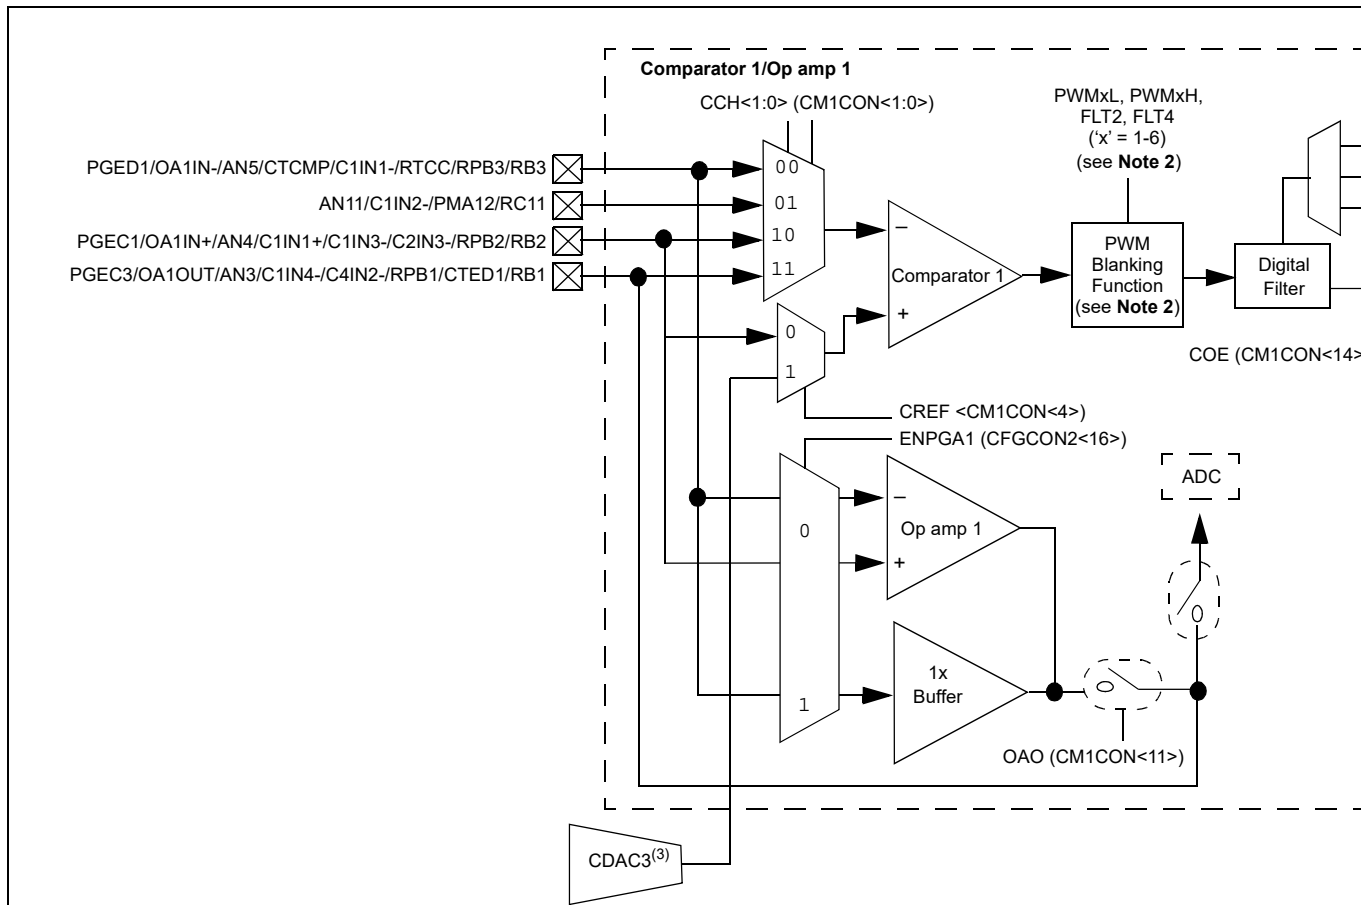 Comparator 1/Op amp 1
CCH<1:0> (CM1CON<1:0>)
PWMxL, PWMxH,
FLT2, FLT4
('x' = 1-6)
(see Note 2)
PGED1/OA1IN-/AN5/CTCMP/C1IN1-/RTCC/RPB3/RB3
AN11/C1IN2-/PMA12/RC11
PGEC1/OA1IN+/AN4/C1IN1+/C1IN3-/C2IN3-/RPB2/RB2
PGEC3/OA1OUT/AN3/C1IN4-/C4IN2-/RPB1/CTED1/RB1
00
01
10
11
–
Comparator 1
+
PWM
Blanking
Function
(see Note 2)
Digital
Filter
0
1
COE (CM1CON<14>
CREF <CM1CON<4>)
ENPGA1 (CFGCON2<16>)
0
1
–
Op amp 1
+
ADC
1x
Buffer
OAO (CM1CON<11>)
CDAC3(3)